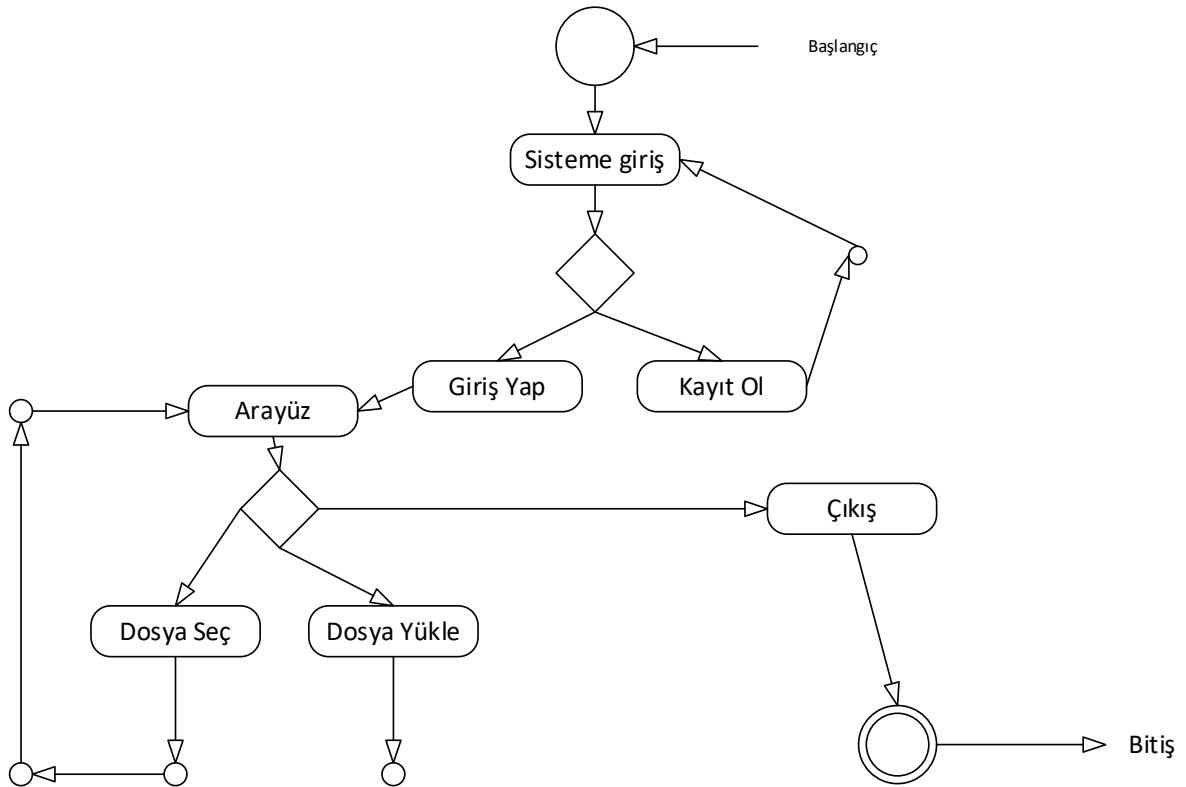 Başlangıç
Sisteme giriş
Giriş Yap
Kayıt Ol
Arayüz
Çıkış
Dosya Seç
Dosya Yükle
Bitiş